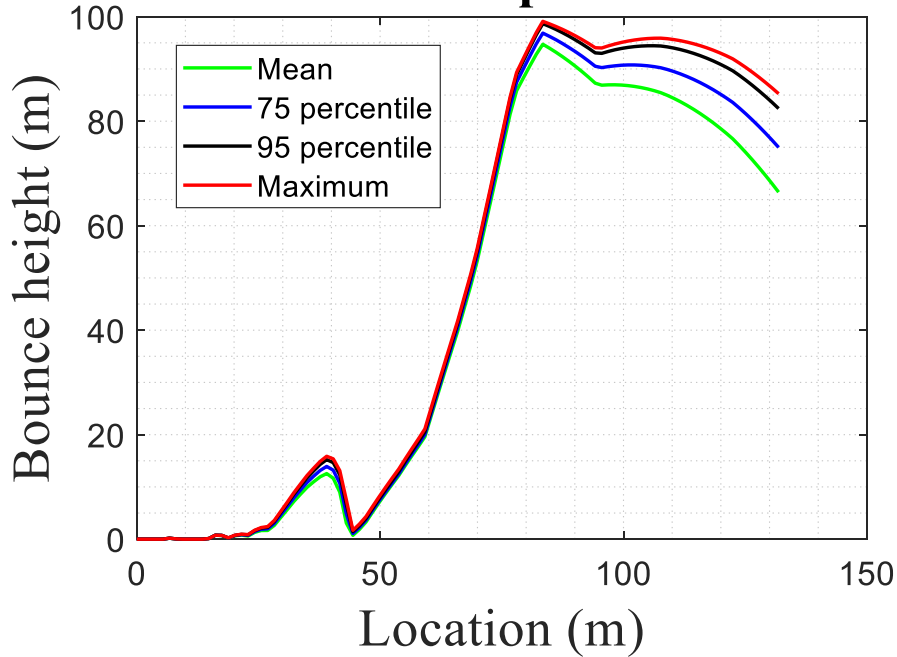 100
80
60
40
20
0
0 50 100 150
Bounce height (m)
Location (m)
Mean
75 percentile
95 percentile
Maximum